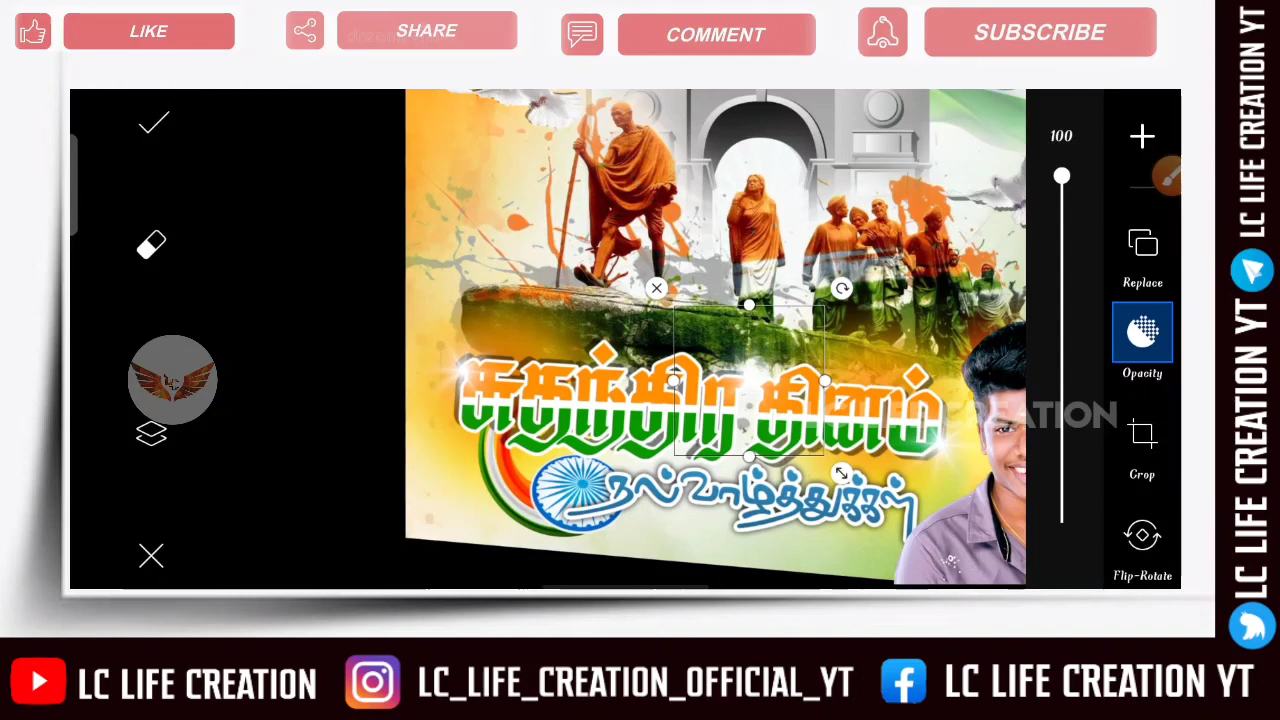 LIKE
SHARE
COMMENT
SUBSCRIBE
100
Replace
Opacity
Crop
Flip-Rotate
சுதந்திர தினம்
நல்வாழ்த்துக்கள்
CREATION
LC LIFE CREATION YT
LC LIFE CREATION YT
LC LIFE CREATION
LC_LIFE_CREATION_OFFICIAL_YT
LC LIFE CREATION YT